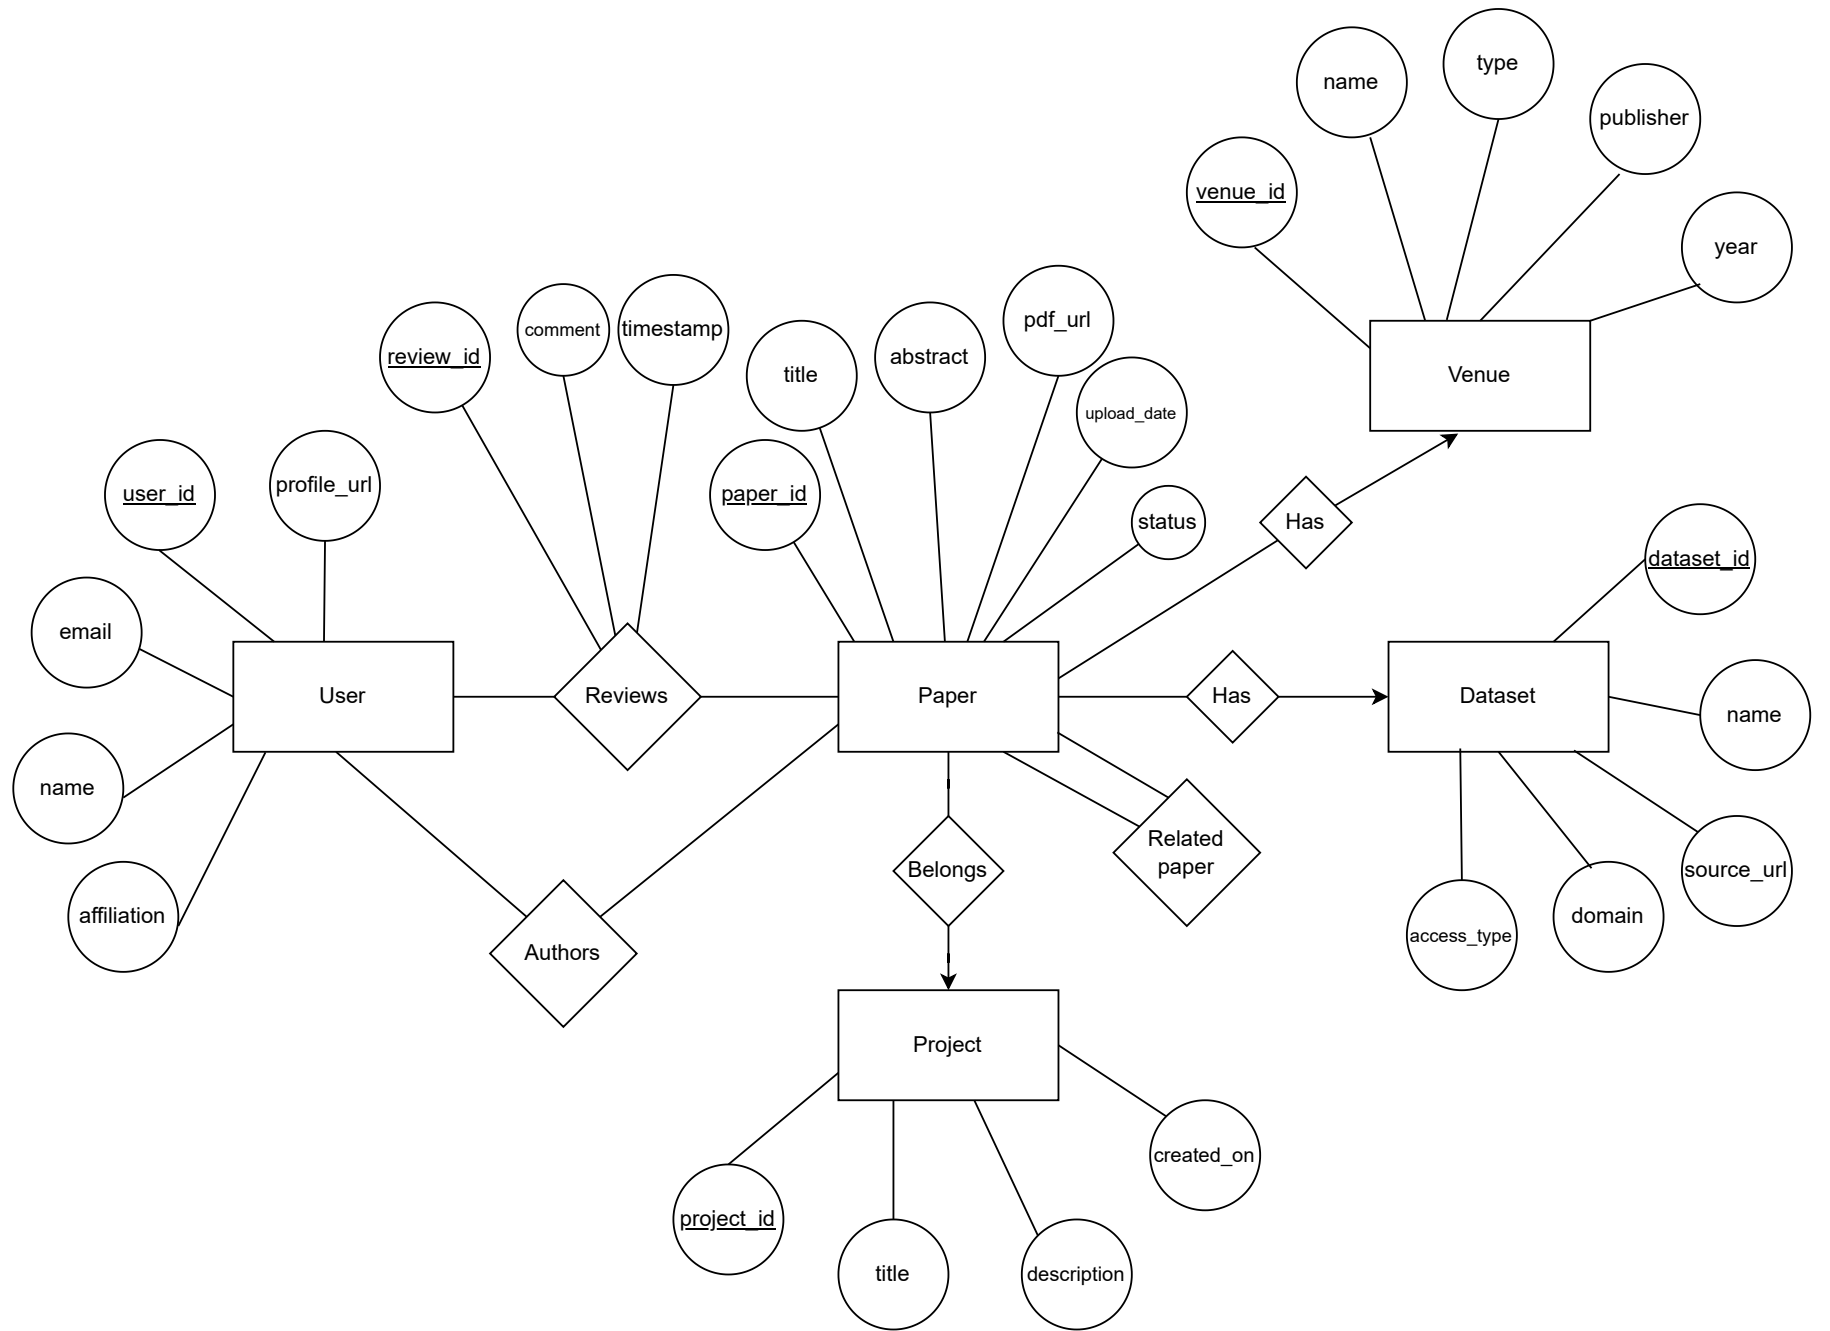 type
name
publisher
venue_id
year
Venue
pdf_url
comment
timestamp
review_id
title
abstract
upload_date
user_id
profile_url
paper_id
status
Has
dataset_id
email
User
Reviews
Paper
Has
Dataset
name
name
Related
paper
Belongs
source_url
affiliation
domain
access_type
Authors
Project
created_on
project_id
title
description